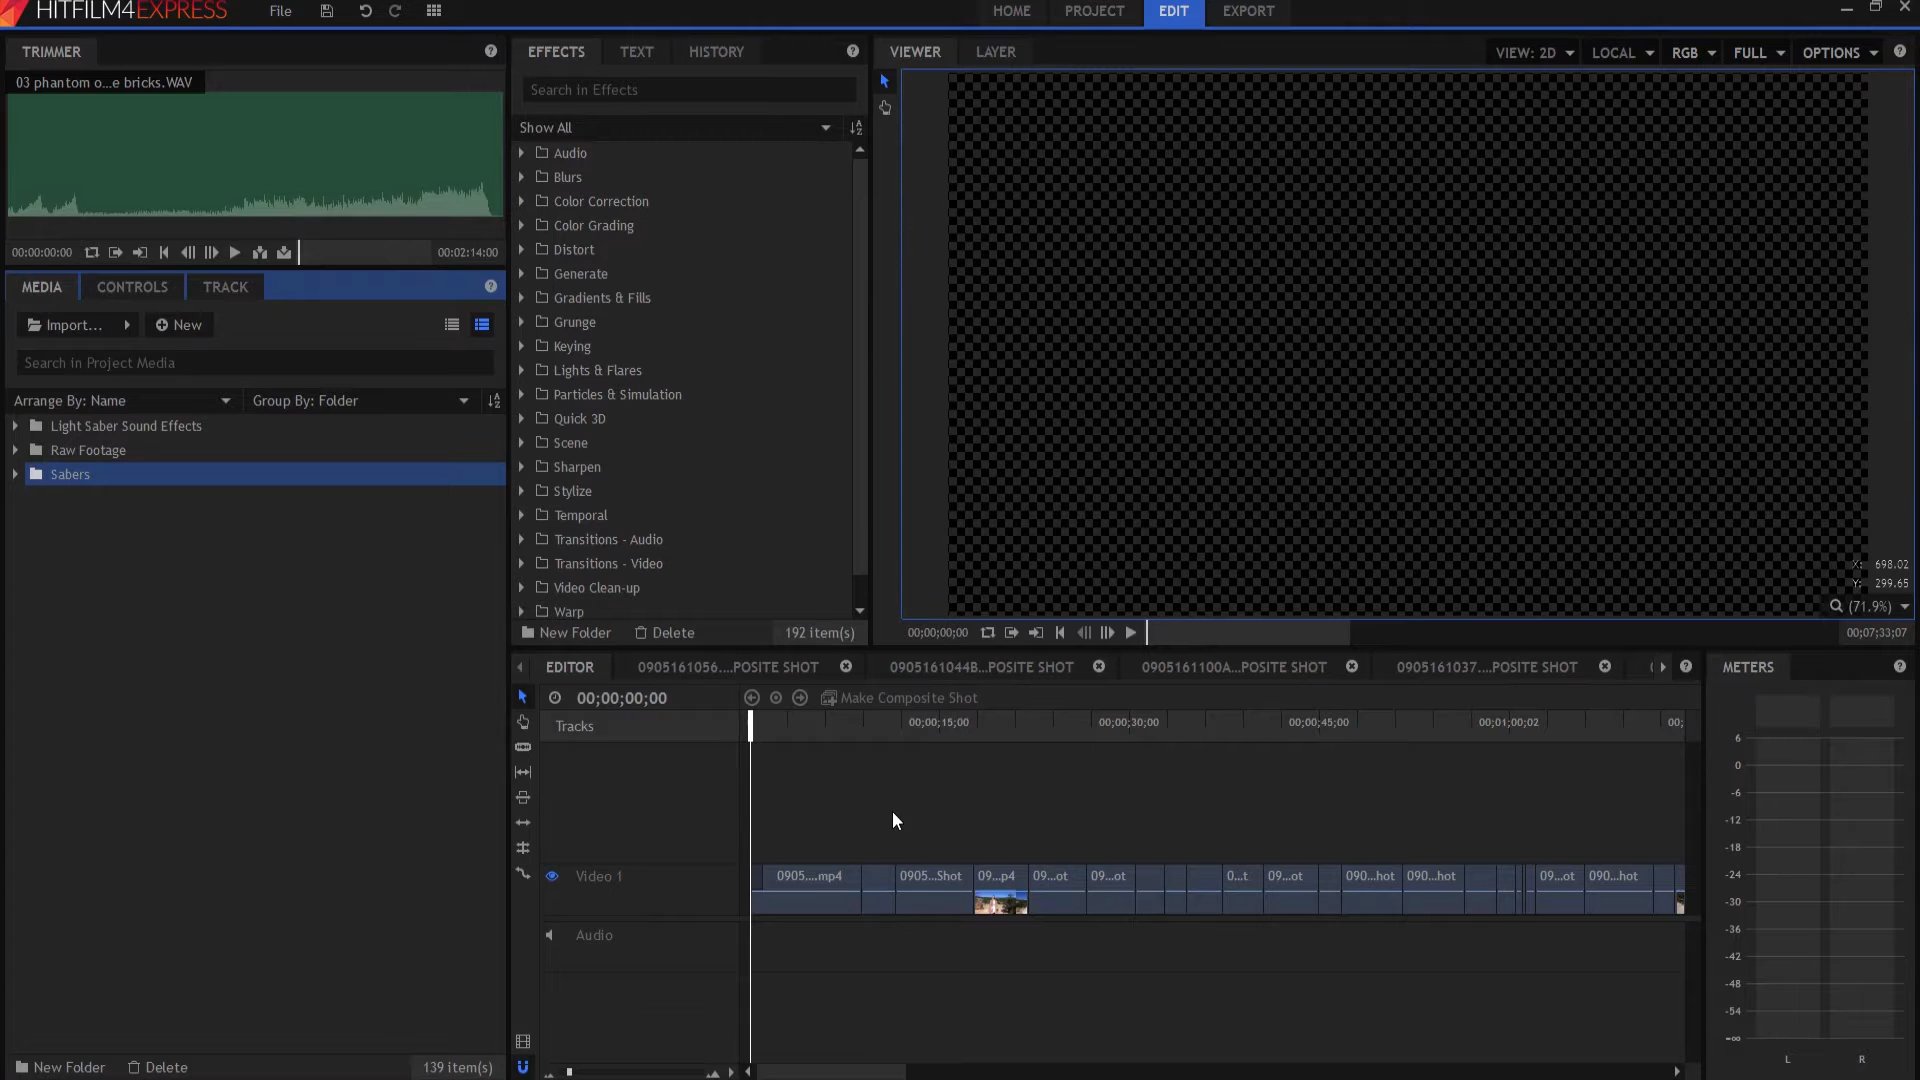 HITFILM4EXPRESS
File
HOME
PROJECT
EDIT
EXPORT
TRIMMER
03 phantom o...e bricks.WAV
00:00:00:00
00:02:14:00
MEDIA
CONTROLS
TRACK
Import...
New
Search in Project Media
Arrange By: Name
Group By: Folder
Light Saber Sound Effects
Raw Footage
Sabers
New Folder
Delete
139 item(s)
EFFECTS
TEXT
HISTORY
Search in Effects
Show All
Audio
Blurs
Color Correction
Color Grading
Distort
Generate
Gradients & Fills
Grunge
Keying
Lights & Flares
Particles & Simulation
Quick 3D
Scene
Sharpen
Stylize
Temporal
Transitions - Audio
Transitions - Video
Video Clean-up
Warp
New Folder
Delete
192 item(s)
VIEWER
LAYER
VIEW: 2D
LOCAL
RGB
FULL
OPTIONS
X: 698.02
Y: 299.65
(71.9%)
00;00;00;00
00;07;33;07
EDITOR
0905161056....POSITE SHOT
0905161044B...POSITE SHOT
0905161100A...POSITE SHOT
0905161037....POSITE SHOT
00;00;00;00
Make Composite Shot
Tracks
00;00;15;00
00;00;30;00
00;00;45;00
00;01;00;02
00;
Video 1
0905....mp4
0905...Shot
09...p4
09...ot
09...ot
0...t
09...ot
090...hot
090...hot
09...ot
090...hot
Audio
METERS
6
0
-6
-12
-18
-24
-30
-36
-42
-48
-54
-∞
L
R